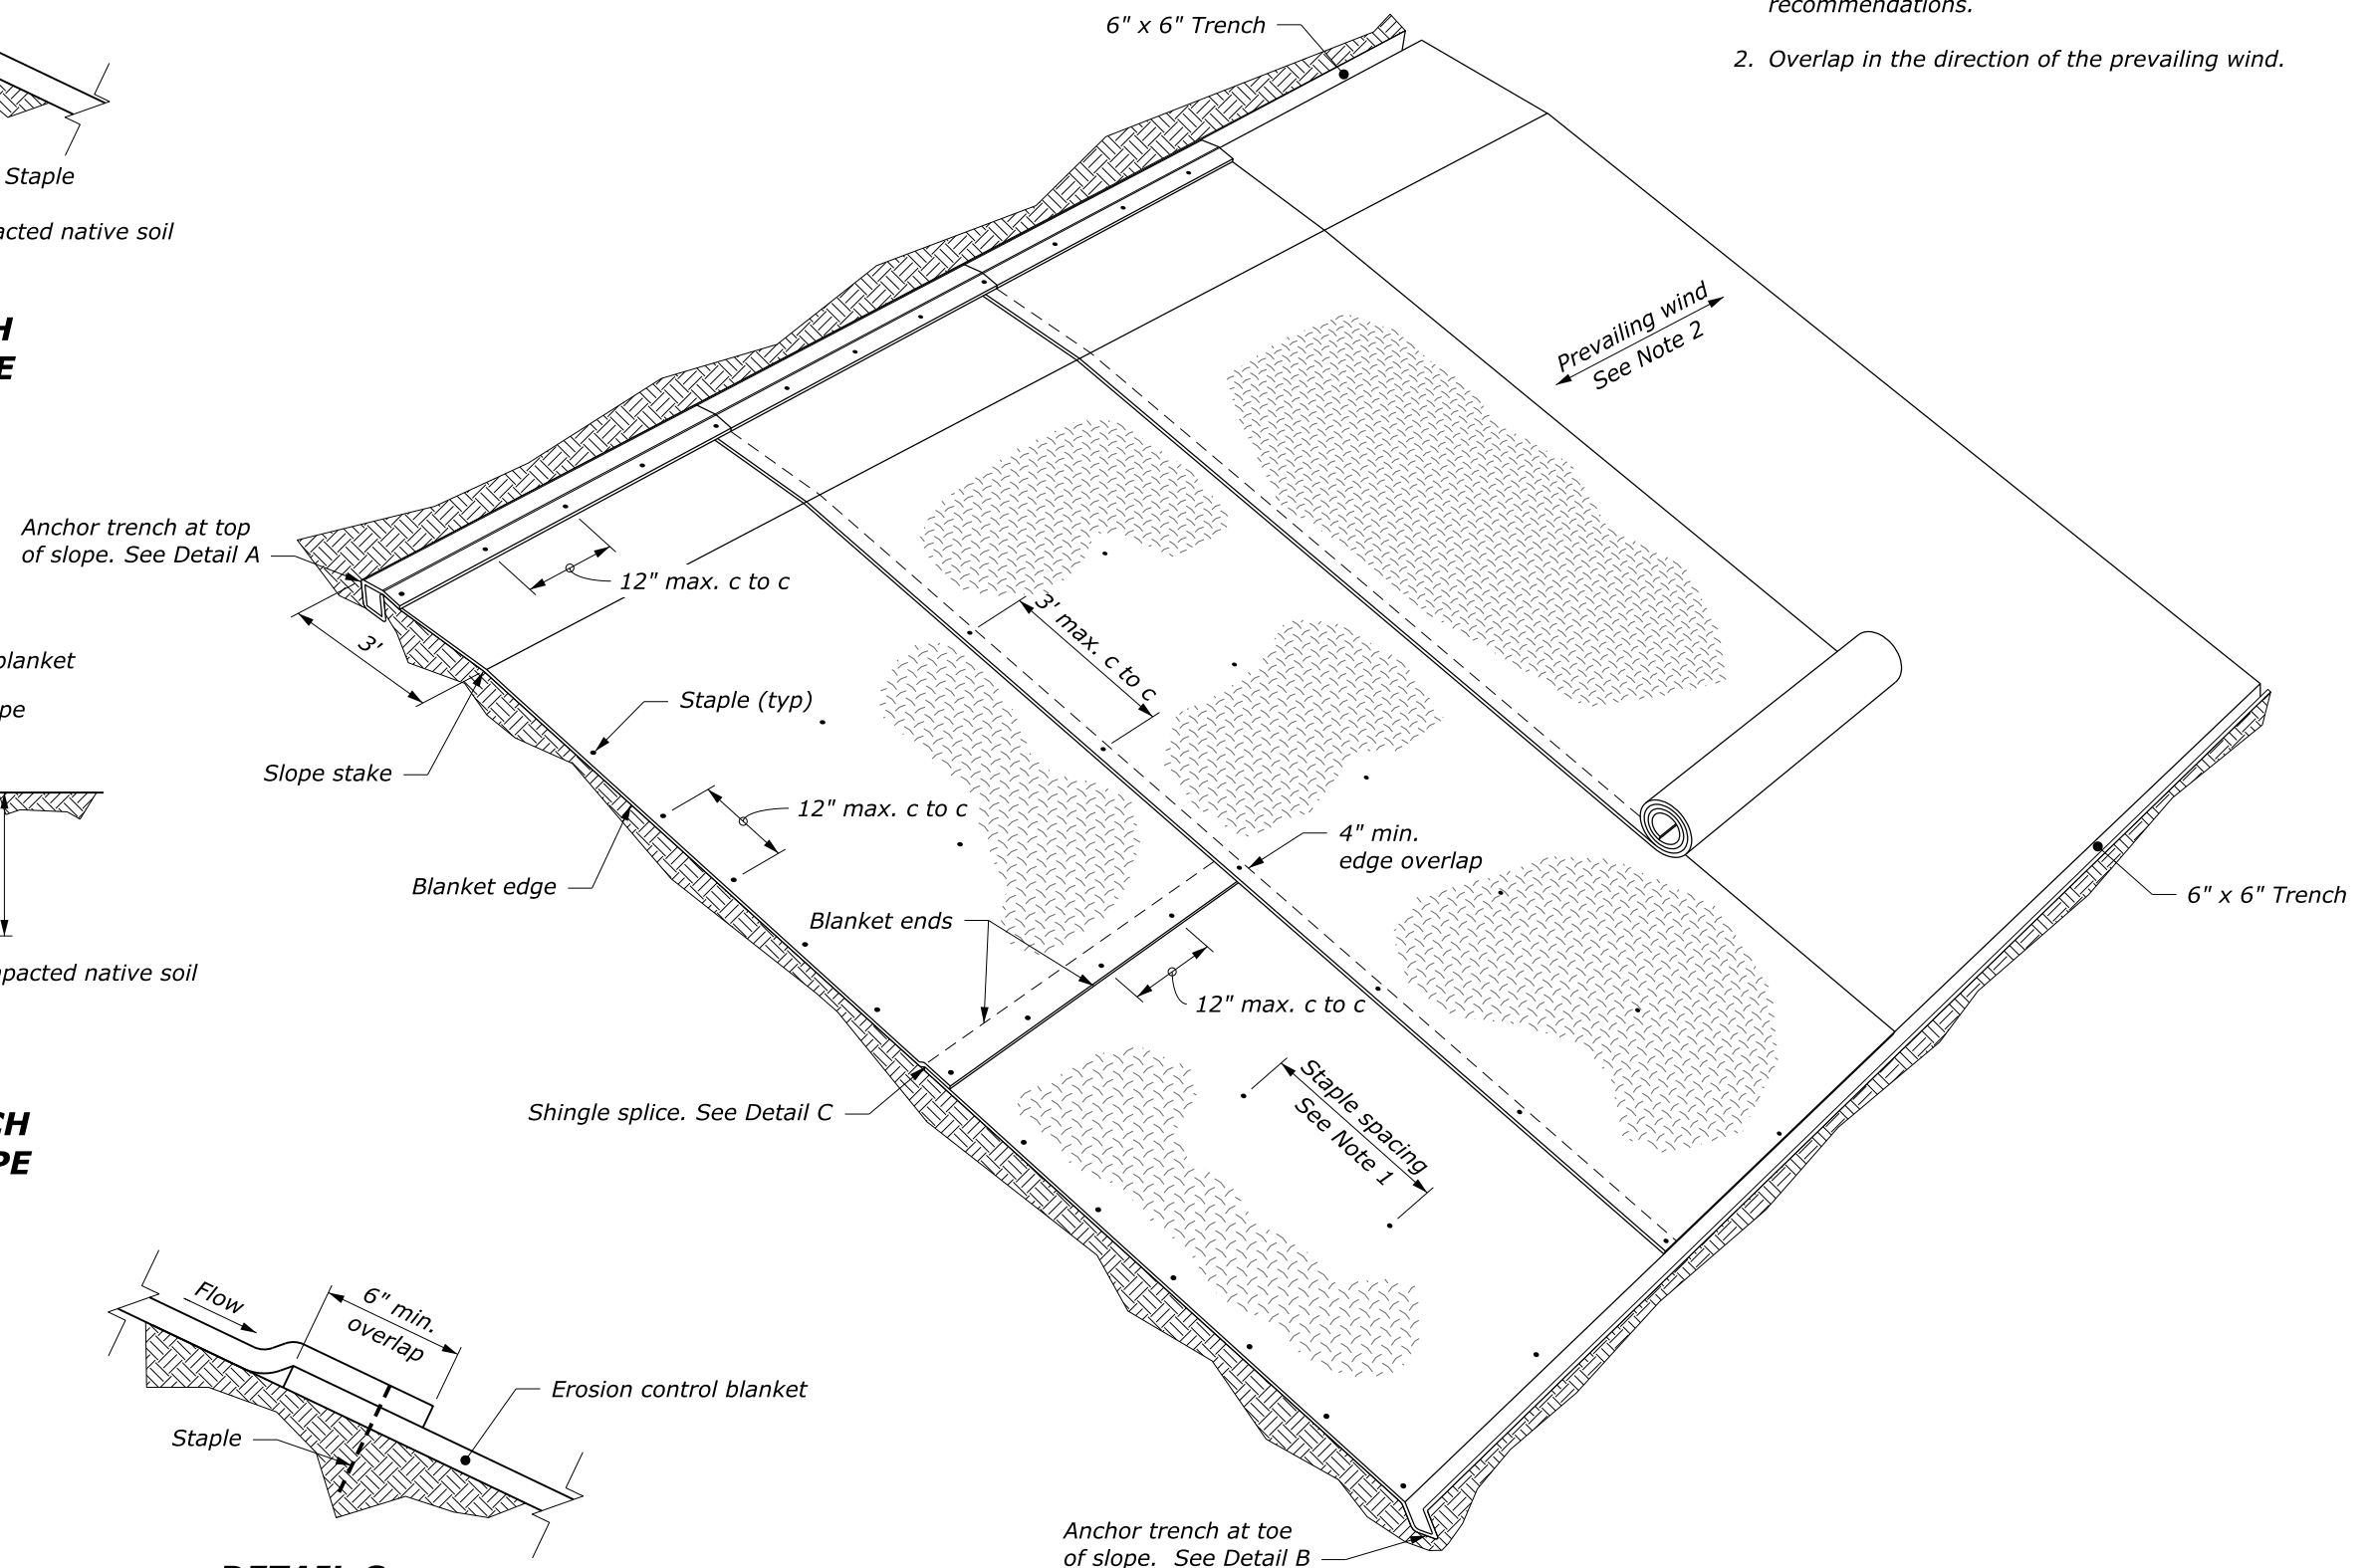 recommendations.
2. Overlap in the direction of the prevailing wind.
6" x 6" Trench
Staple
acted native soil
H
E
Prevailing wind
See Note 2
Anchor trench at top
of slope. See Detail A
12" max. c to c
3'
3' max. c to c
blanket
pe
Staple (typ)
Slope stake
12" max. c to c
4" min.
edge overlap
Blanket edge
6" x 6" Trench
Blanket ends
pacted native soil
12" max. c to c
Shingle splice. See Detail C
CH
PE
Staple spacing
See Note 1
Flow
6" min.
overlap
Erosion control blanket
Staple
Anchor trench at toe
of slope. See Detail B
DETAIL C